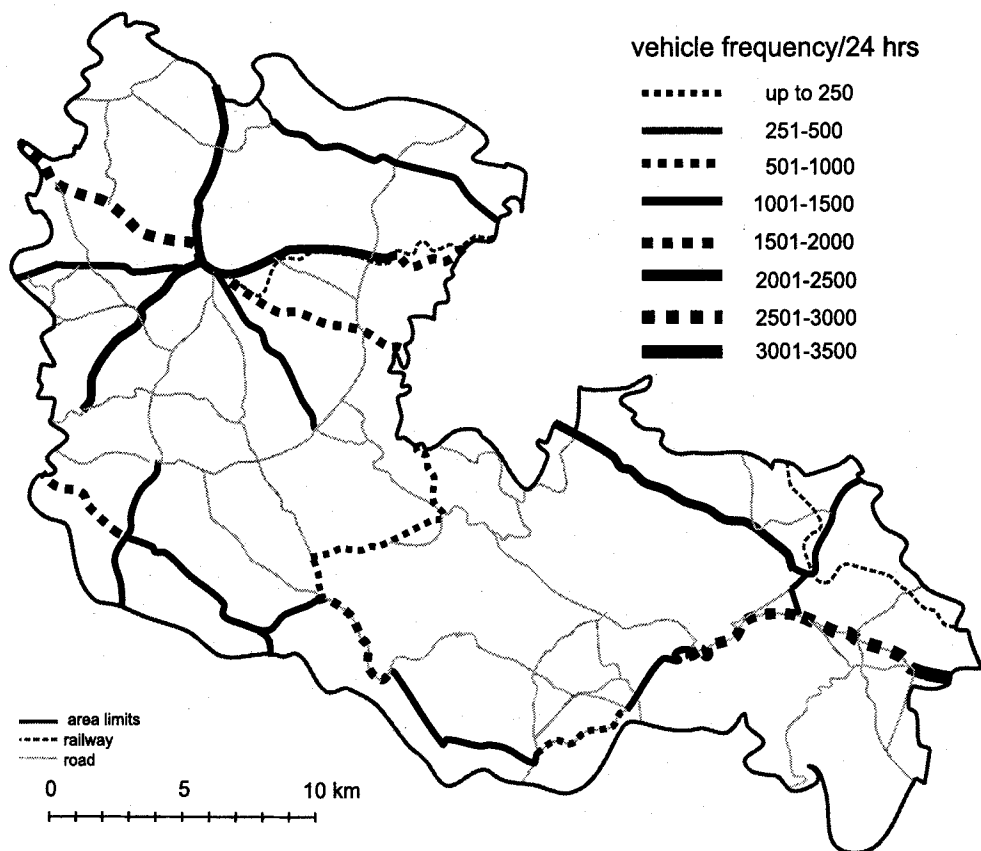 vehicle frequency/24 hrs
up to 250
251-500
501-1000
1001-1500
1501-2000
2001-2500
2501-3000
3001-3500
area limits
railway
road
0 5 10 km